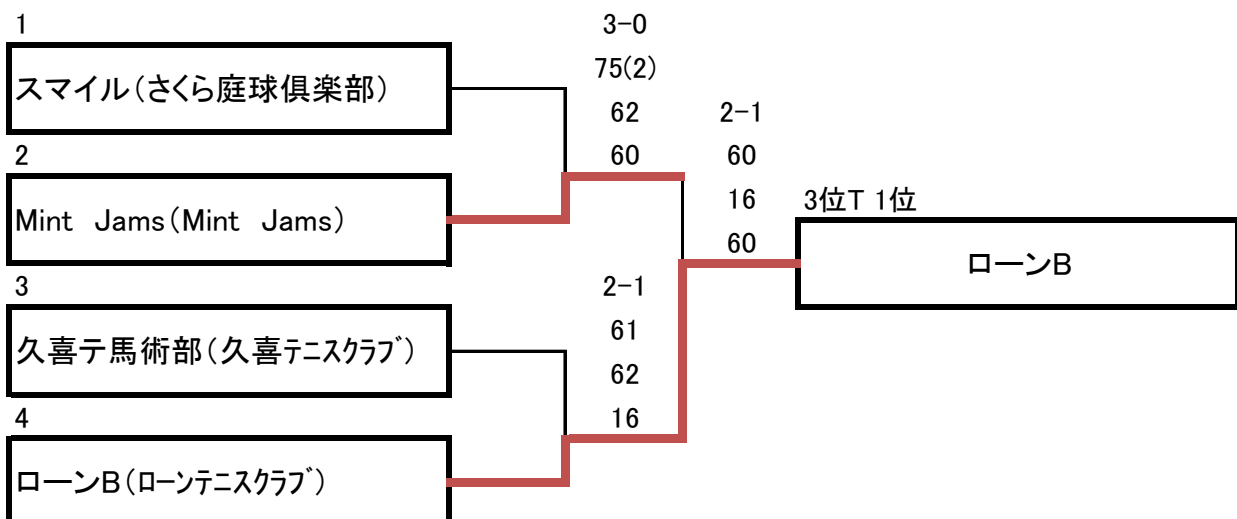 1
スマイル(さくら庭球倶楽部)
2
Mint Jams(Mint Jams)
3
久喜テ馬術部(久喜ﾃﾆｽｸﾗﾌﾞ)
4
ローンB(ﾛｰﾝﾃﾆｽｸﾗﾌﾞ)
3-0
75(2)
62
60
2-1
61
62
16
2-1
60
16
60
3位T 1位
ローンB